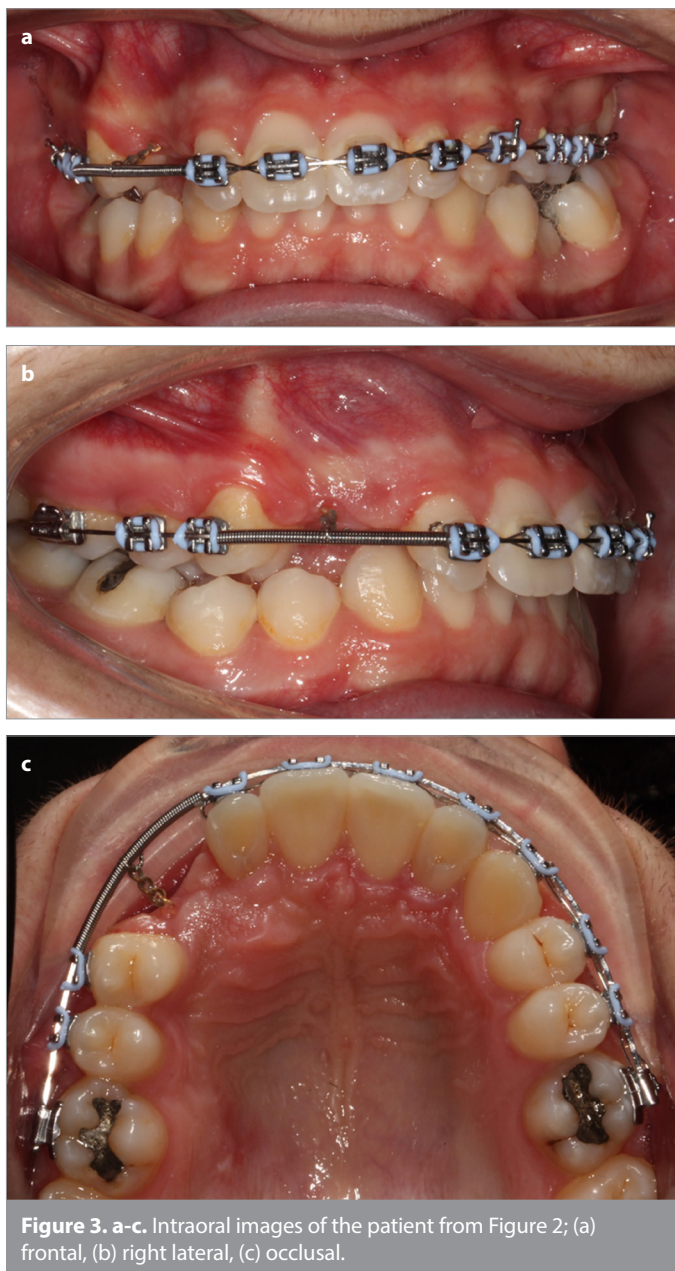 a
b
c
Figure 3. a-c. Intraoral images of the patient from Figure 2; (a)
frontal, (b) right lateral, (c) occlusal.